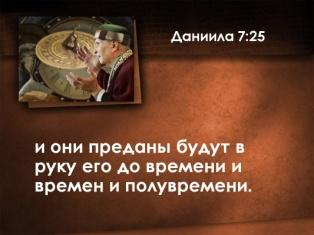 Даниила 7:25
и они преданы будут в
руку его до времени и
времен и полувремени.